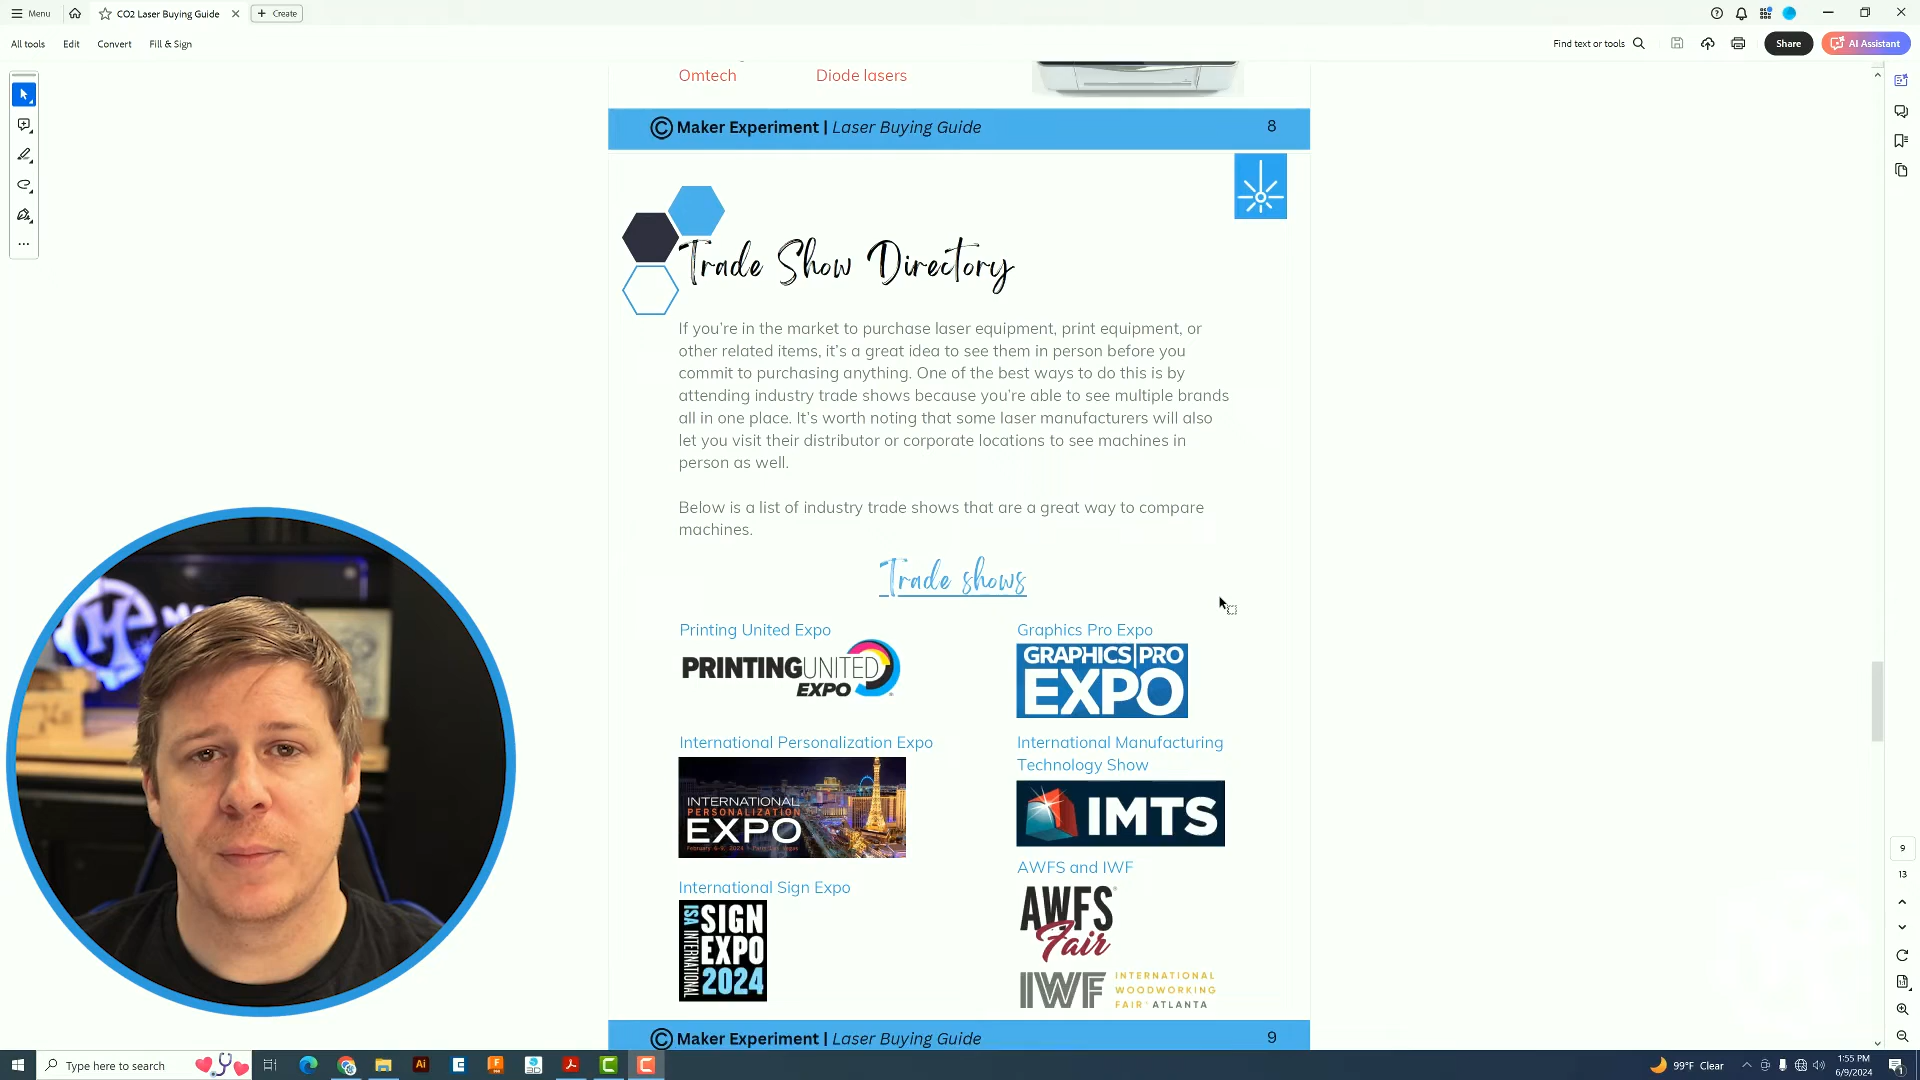 Menu
CO2 Laser Buying Guide
Create
All tools
Edit
Convert
Fill & Sign
Find text or tools
Share
AI Assistant
Omtech
Diode lasers
© Maker Experiment | Laser Buying Guide
8
Trade Show Directory
If you're in the market to purchase laser equipment, print equipment, or
other related items, it's a great idea to see them in person before you
commit to purchasing anything. One of the best ways to do this is by
attending industry trade shows because you're able to see multiple brands
all in one place. It's worth noting that some laser manufacturers will also
let you visit their distributor or corporate locations to see machines in
person as well.
Below is a list of industry trade shows that are a great way to compare
machines.
Trade shows
Printing United Expo
PRINTING UNITED
EXPO
Graphics Pro Expo
GRAPHICS PRO
EXPO
International Personalization Expo
INTERNATIONAL
PERSONALIZATION
EXPO
International Manufacturing
Technology Show
IMTS
International Sign Expo
ISA INTERNATIONAL
SIGN
EXPO
2024
AWFS and IWF
AWFS
Fair
IWF
INTERNATIONAL
WOODWORKING
FAIR ATLANTA
© Maker Experiment | Laser Buying Guide
9
9
13
Type here to search
Ai
99°F Clear
1:55 PM
6/9/2024